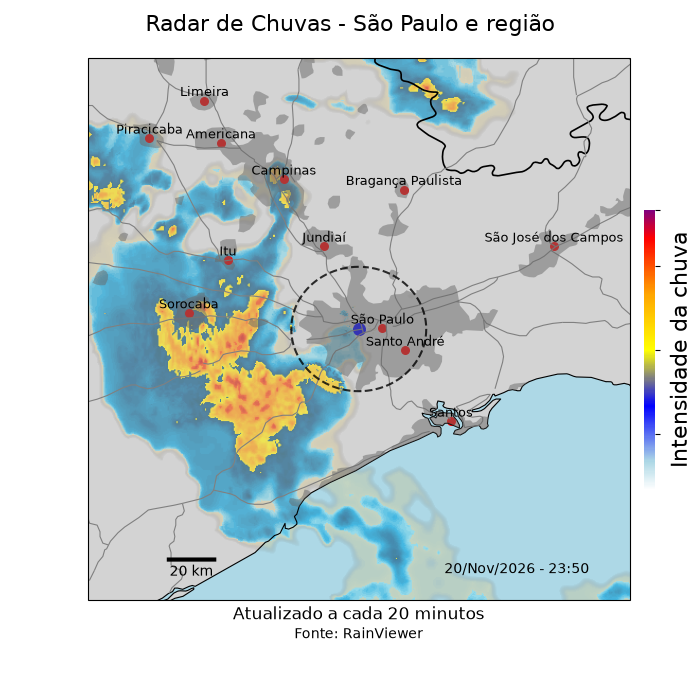 Radar de Chuvas - São Paulo e região
Limeira
Piracicaba
Americana
Campinas
Bragança Paulista
Itu
Jundiaí
São José dos Campos
Sorocaba
São Paulo
Santo André
Santos
Intensidade da chuva
20 km
20/Nov/2026 - 23:50
Atualizado a cada 20 minutos
Fonte: RainViewer